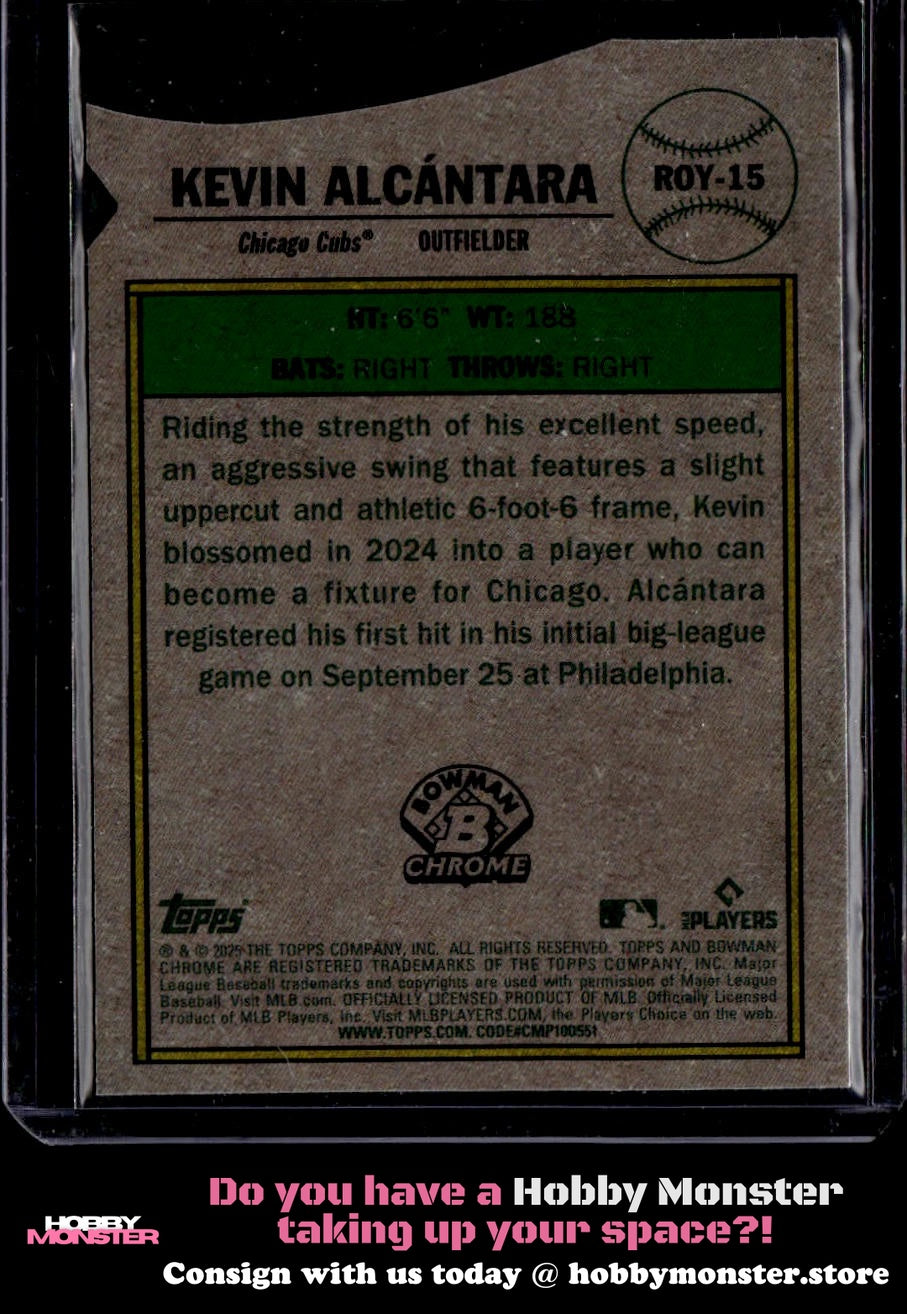 KEVIN ALCÁNTARA
ROY-15
Chicago Cubs® OUTFIELDER
HT: 6'6" WT: 188
BATS: RIGHT THROWS: RIGHT
Riding the strength of his excellent speed,
an aggressive swing that features a slight
uppercut and athletic 6-foot-6 frame, Kevin
blossomed in 2024 into a player who can
become a fixture for Chicago. Alcántara
registered his first hit in his initial big-league
game on September 25 at Philadelphia.
BOWMAN
B
CHROME
topps
PLAYERS
® & © 2025 THE TOPPS COMPANY, INC. ALL RIGHTS RESERVED. TOPPS AND BOWMAN
CHROME ARE REGISTERED TRADEMARKS OF THE TOPPS COMPANY, INC. Major
League Baseball trademarks and copyrights are used with permission of Major League
Baseball. Visit MLB.com. OFFICIALLY LICENSED PRODUCT OF MLB Officially Licensed
Product of MLB Players, Inc. Visit MLBPLAYERS.COM, the Players Choice on the web.
WWW.TOPPS.COM. CODE#CMP100551
Do you have a Hobby Monster
taking up your space?!
HOBBY
MONSTER
Consign with us today @ hobbymonster.store